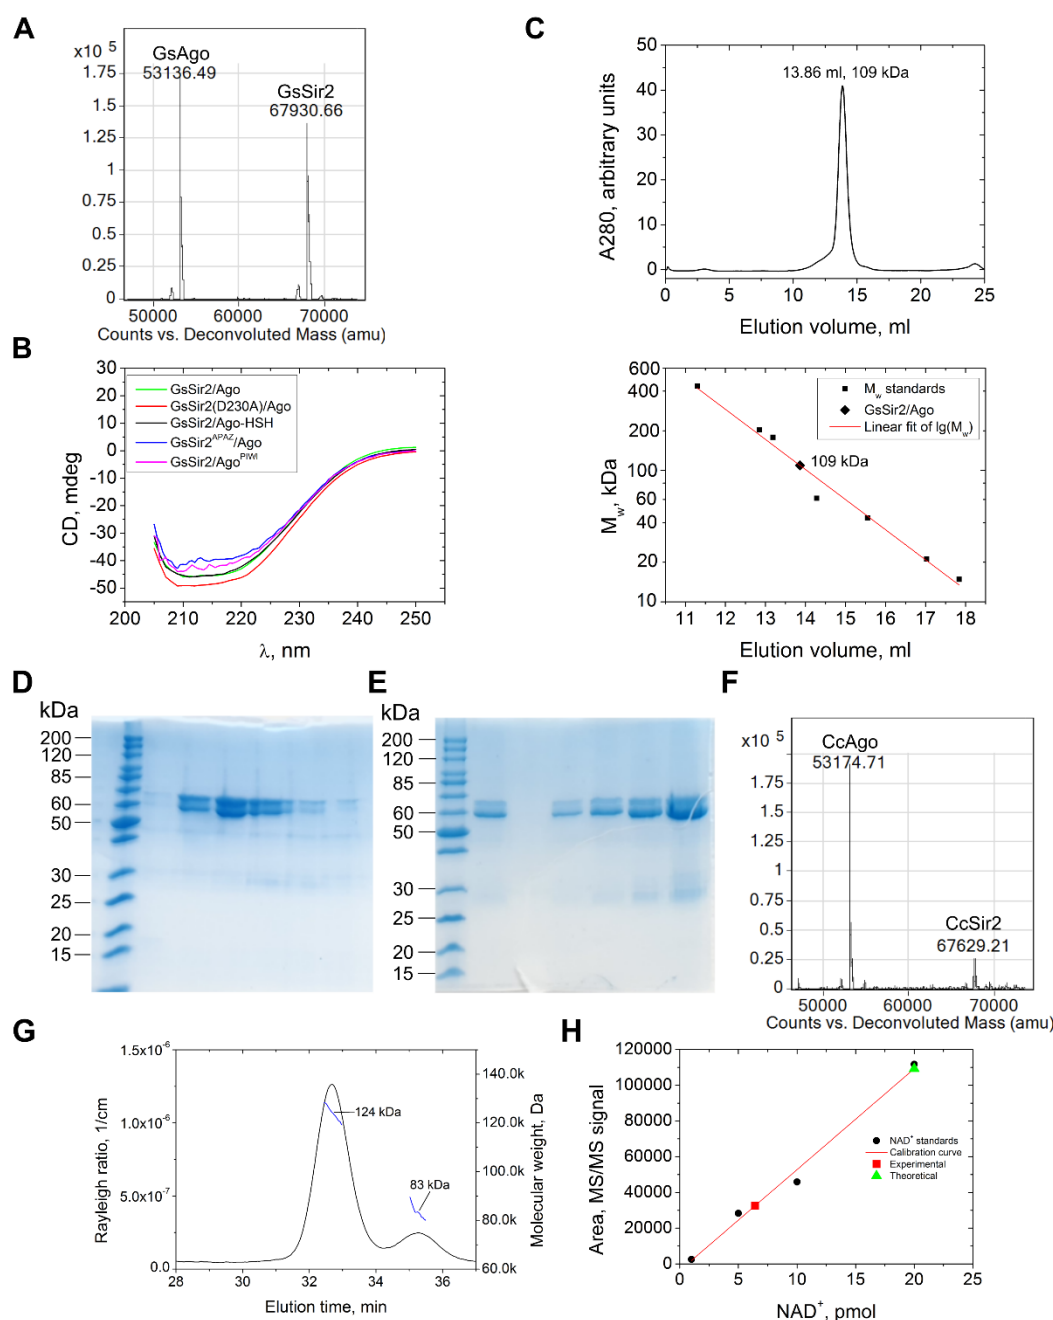 A
x10 5
GsAgo
53136.49
GsSir2
67930.66
1.75
1.5
1.25
1
0.75
0.5
0.25
0
50000 60000 70000
Counts vs. Deconvoluted Mass (amu)
B
CD, mdeg
30
20
10
0
-10
-20
-30
-40
-50
GsSir2/Ago
GsSir2(D230A)/Ago
GsSir2/Ago-HSH
GsSir2^APAZ/Ago
GsSir2/Ago^PIWI
200 210 220 230 240 250
λ, nm
C
A280, arbitrary units
50
40
30
20
10
0
13.86 ml, 109 kDa
0 5 10 15 20 25
Elution volume, ml
M_w, kDa
600
400
200
100
60
40
20
10
M_w standards
GsSir2/Ago
Linear fit of lg(M_w)
109 kDa
11 12 13 14 15 16 17 18
Elution volume, ml
D
kDa
200
120
85
60
50
30
25
20
15
E
kDa
200
120
85
60
50
30
25
20
15
F
x10 5
CcAgo
53174.71
CcSir2
67629.21
1.75
1.5
1.25
1
0.75
0.5
0.25
0
50000 60000 70000
Counts vs. Deconvoluted Mass (amu)
G
Rayleigh ratio, 1/cm
1.5x10⁻⁶
1.0x10⁻⁶
5.0x10⁻⁷
0.0
124 kDa
83 kDa
140.0k
120.0k
100.0k
80.0k
60.0k
Molecular weight, Da
28 30 32 34 36
Elution time, min
H
Area, MS/MS signal
120000
100000
80000
60000
40000
20000
0
NAD⁺ standards
Calibration curve
Experimental
Theoretical
0 5 10 15 20 25
NAD⁺, pmol